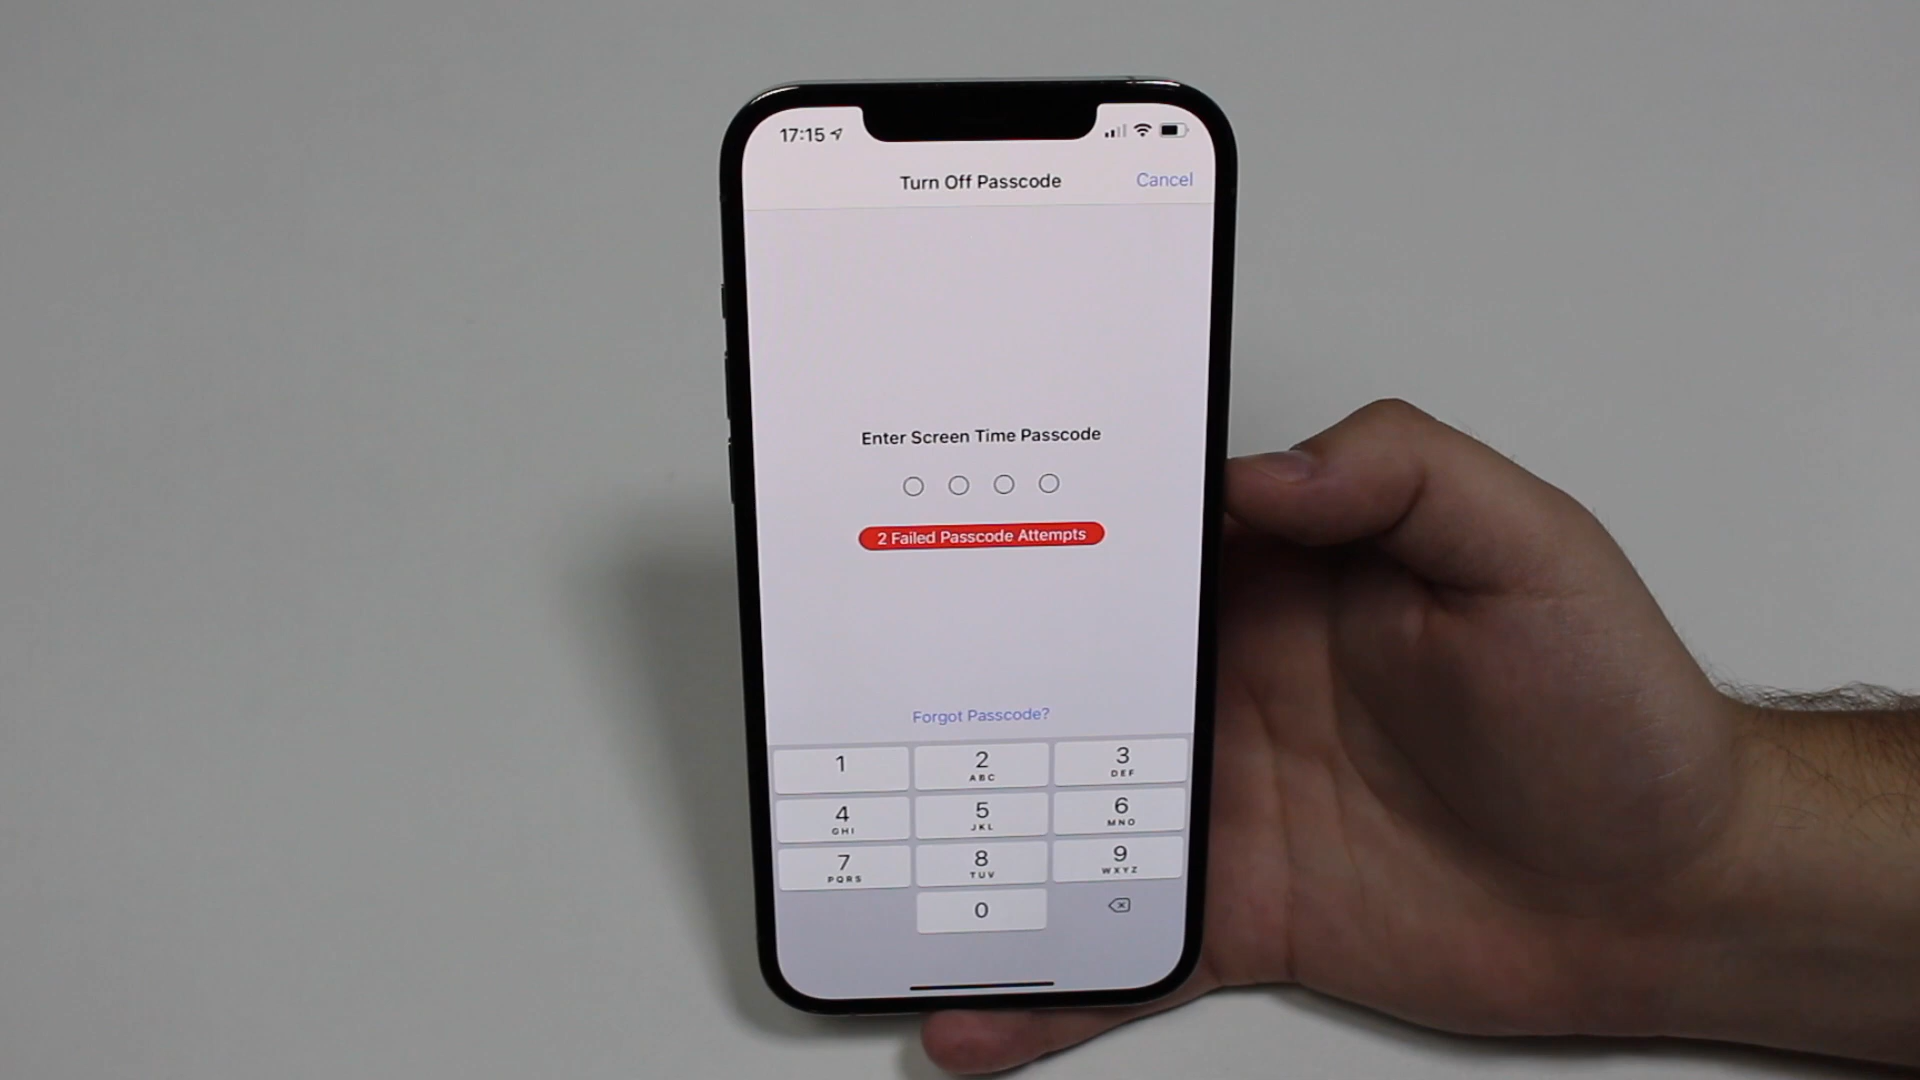 17:15
Turn Off Passcode
Cancel
Enter Screen Time Passcode
2 Failed Passcode Attempts
Forgot Passcode?
1
2
ABC
3
DEF
4
GHI
5
JKL
6
MNO
7
PQRS
8
TUV
9
WXYZ
0